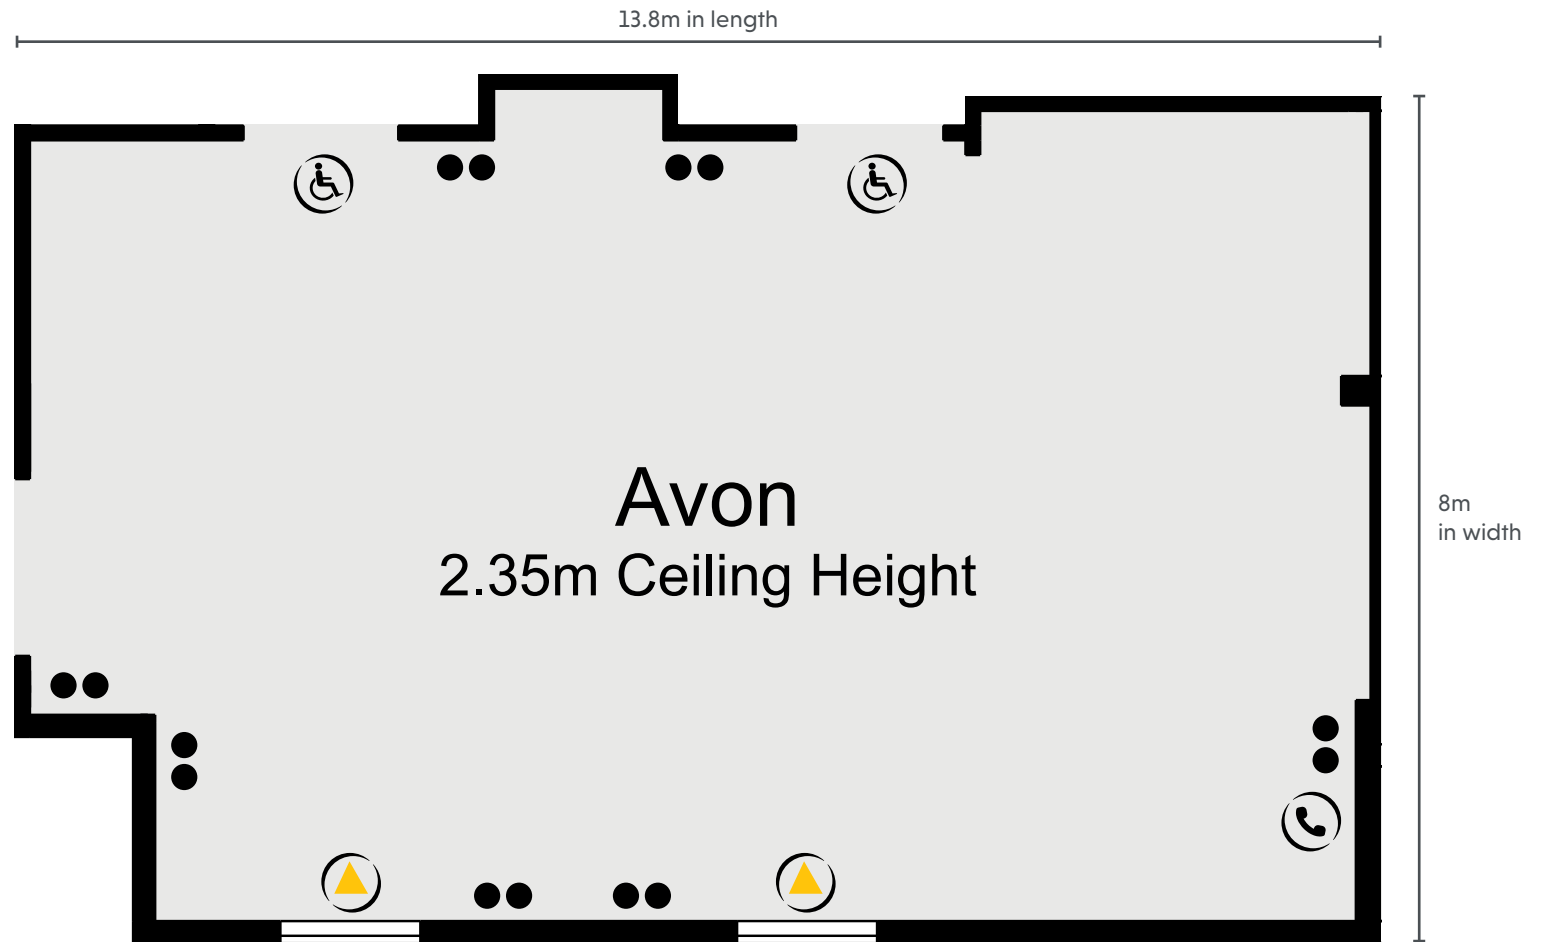 13.8m in length
Avon
2.35m Ceiling Height
8m
in width